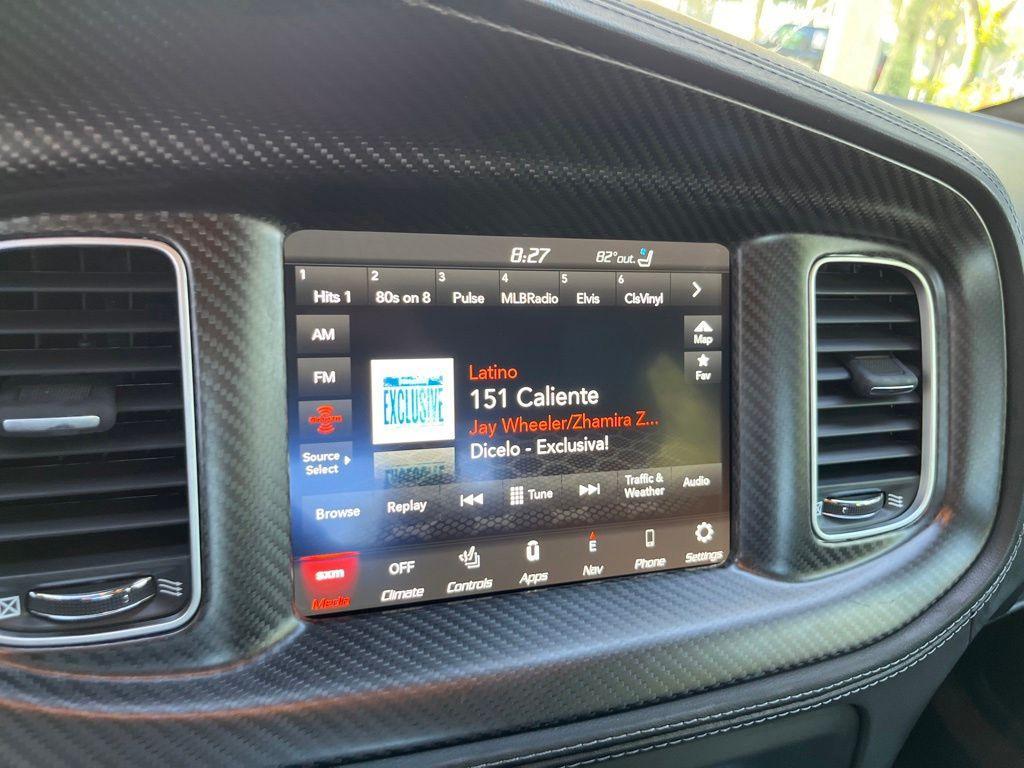 8:27 82°out.
1 2 3 4 5 6
Hits 1 80s on 8 Pulse MLBRadio Elvis ClsVinyl
AM
Map
FM
Fav
Latino
151 Caliente
EXCLUSIVE
Jay Wheeler/Zhamira Z...
Dicelo - Exclusiva!
Source
Select
Browse Replay Tune Traffic &
Weather Audio
sxm OFF E
Media Climate Controls Apps Nav Phone Settings